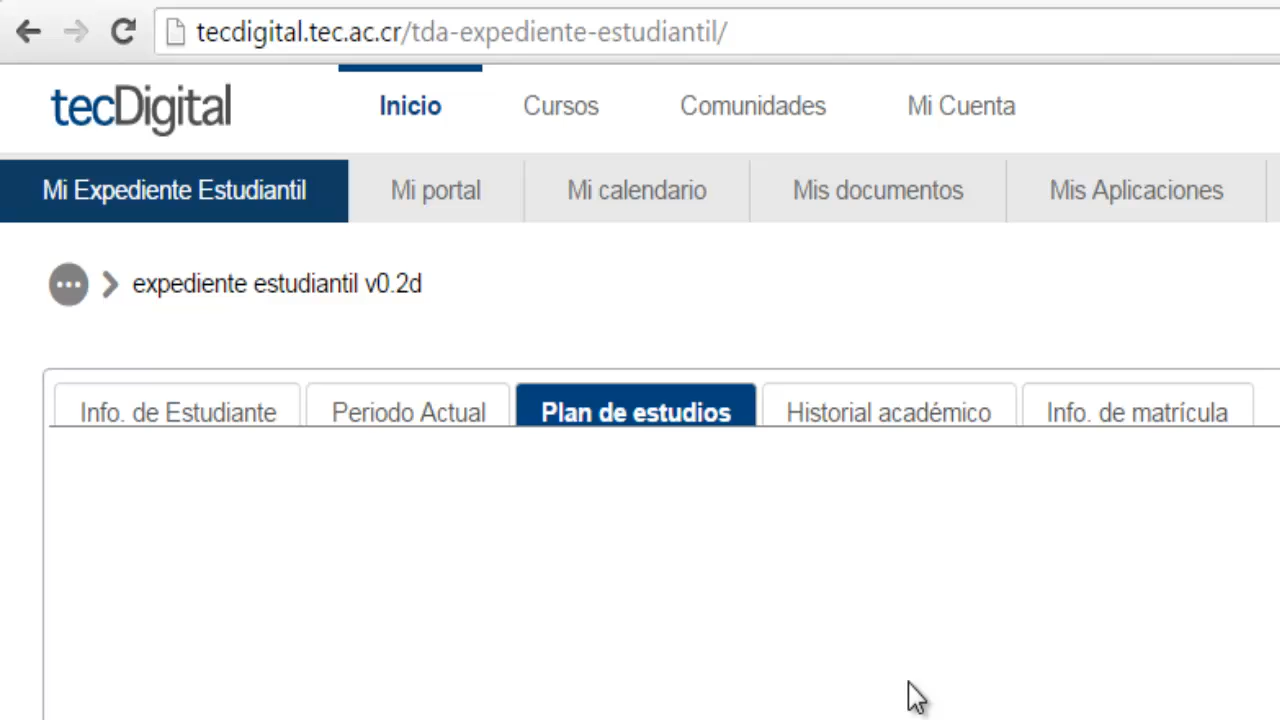 tecdigital.tec.ac.cr/tda-expediente-estudiantil/
tecDigital Inicio Cursos Comunidades Mi Cuenta
Mi Expediente Estudiantil Mi portal Mi calendario Mis documentos Mis Aplicaciones
expediente estudiantil v0.2d
Info. de Estudiante Periodo Actual Plan de estudios Historial académico Info. de matrícula